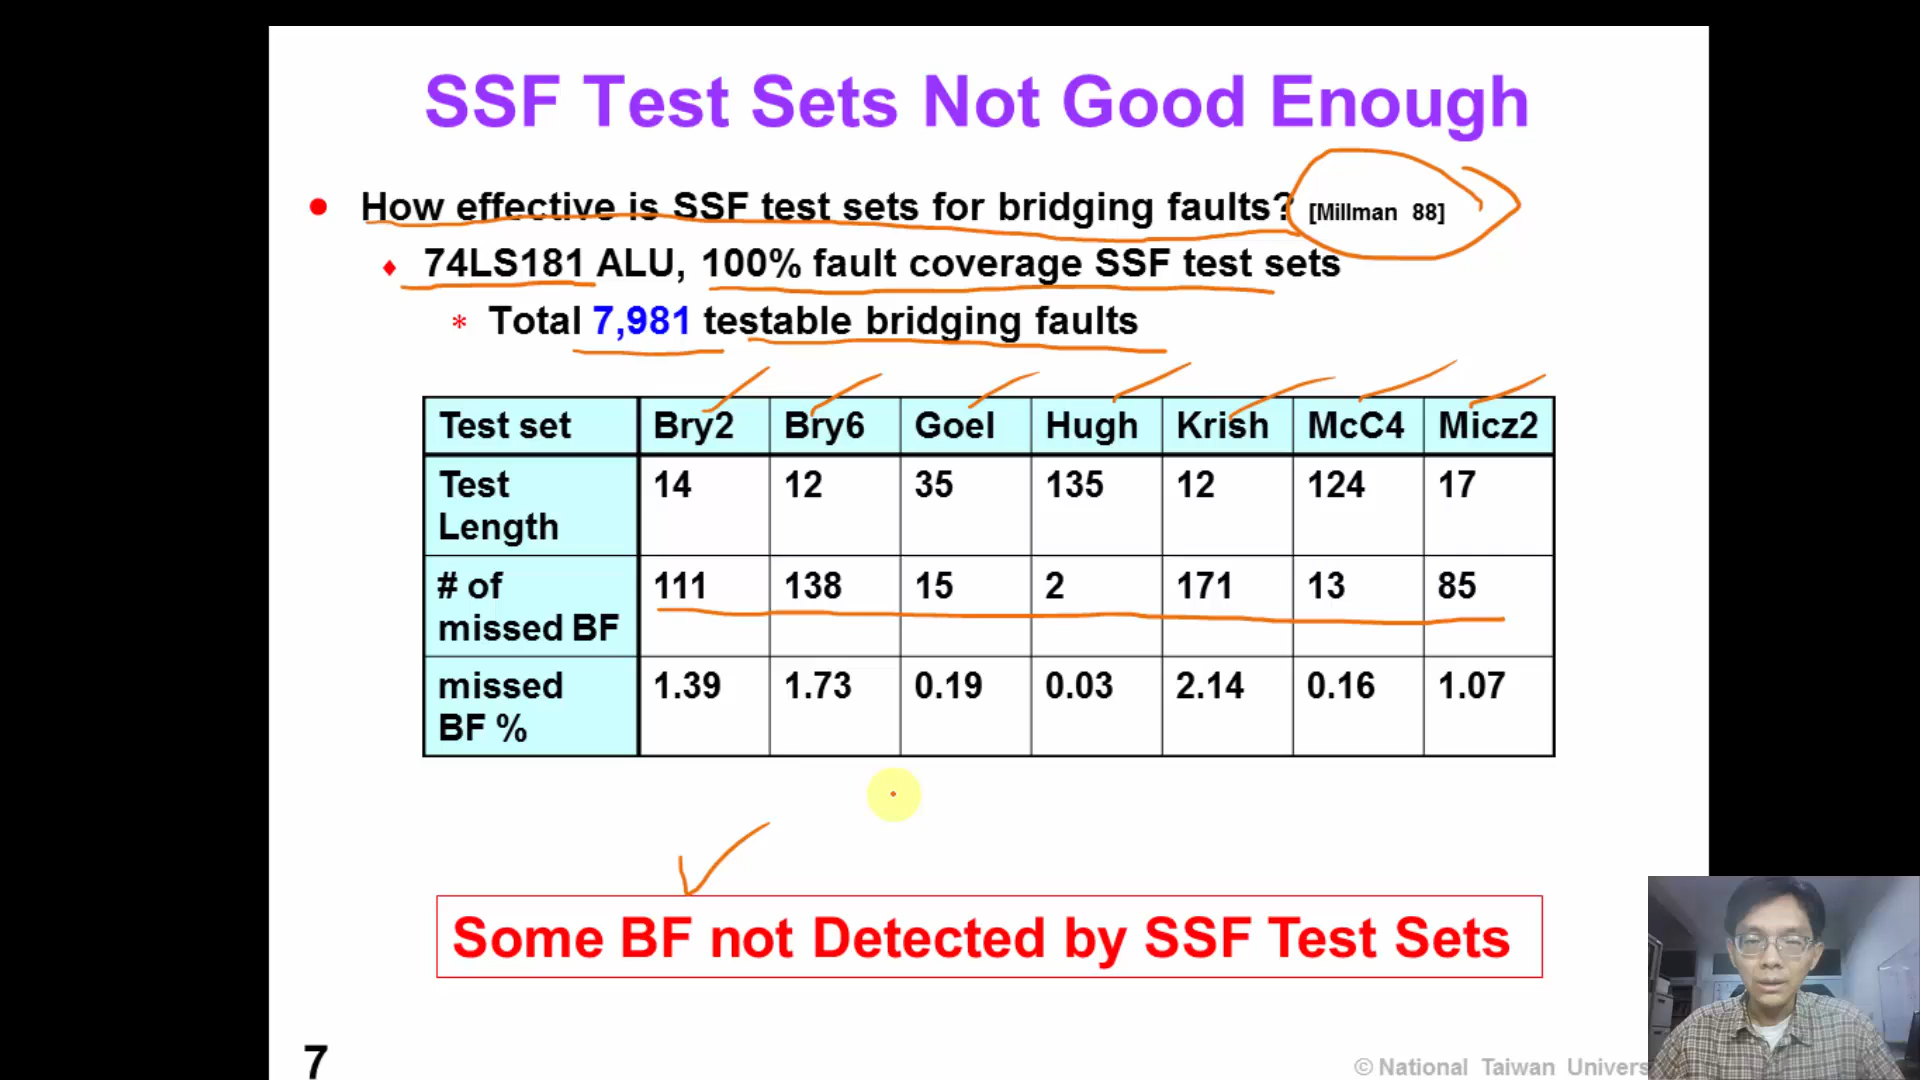 SSF Test Sets Not Good Enough
● How effective is SSF test sets for bridging faults? [Millman 88]
♦ 74LS181 ALU, 100% fault coverage SSF test sets
* Total 7,981 testable bridging faults
Test set Bry2 Bry6 Goel Hugh Krish McC4 Micz2
Test Length 14 12 35 135 12 124 17
# of missed BF 111 138 15 2 171 13 85
missed BF % 1.39 1.73 0.19 0.03 2.14 0.16 1.07
Some BF not Detected by SSF Test Sets
7
© National Taiwan Univers